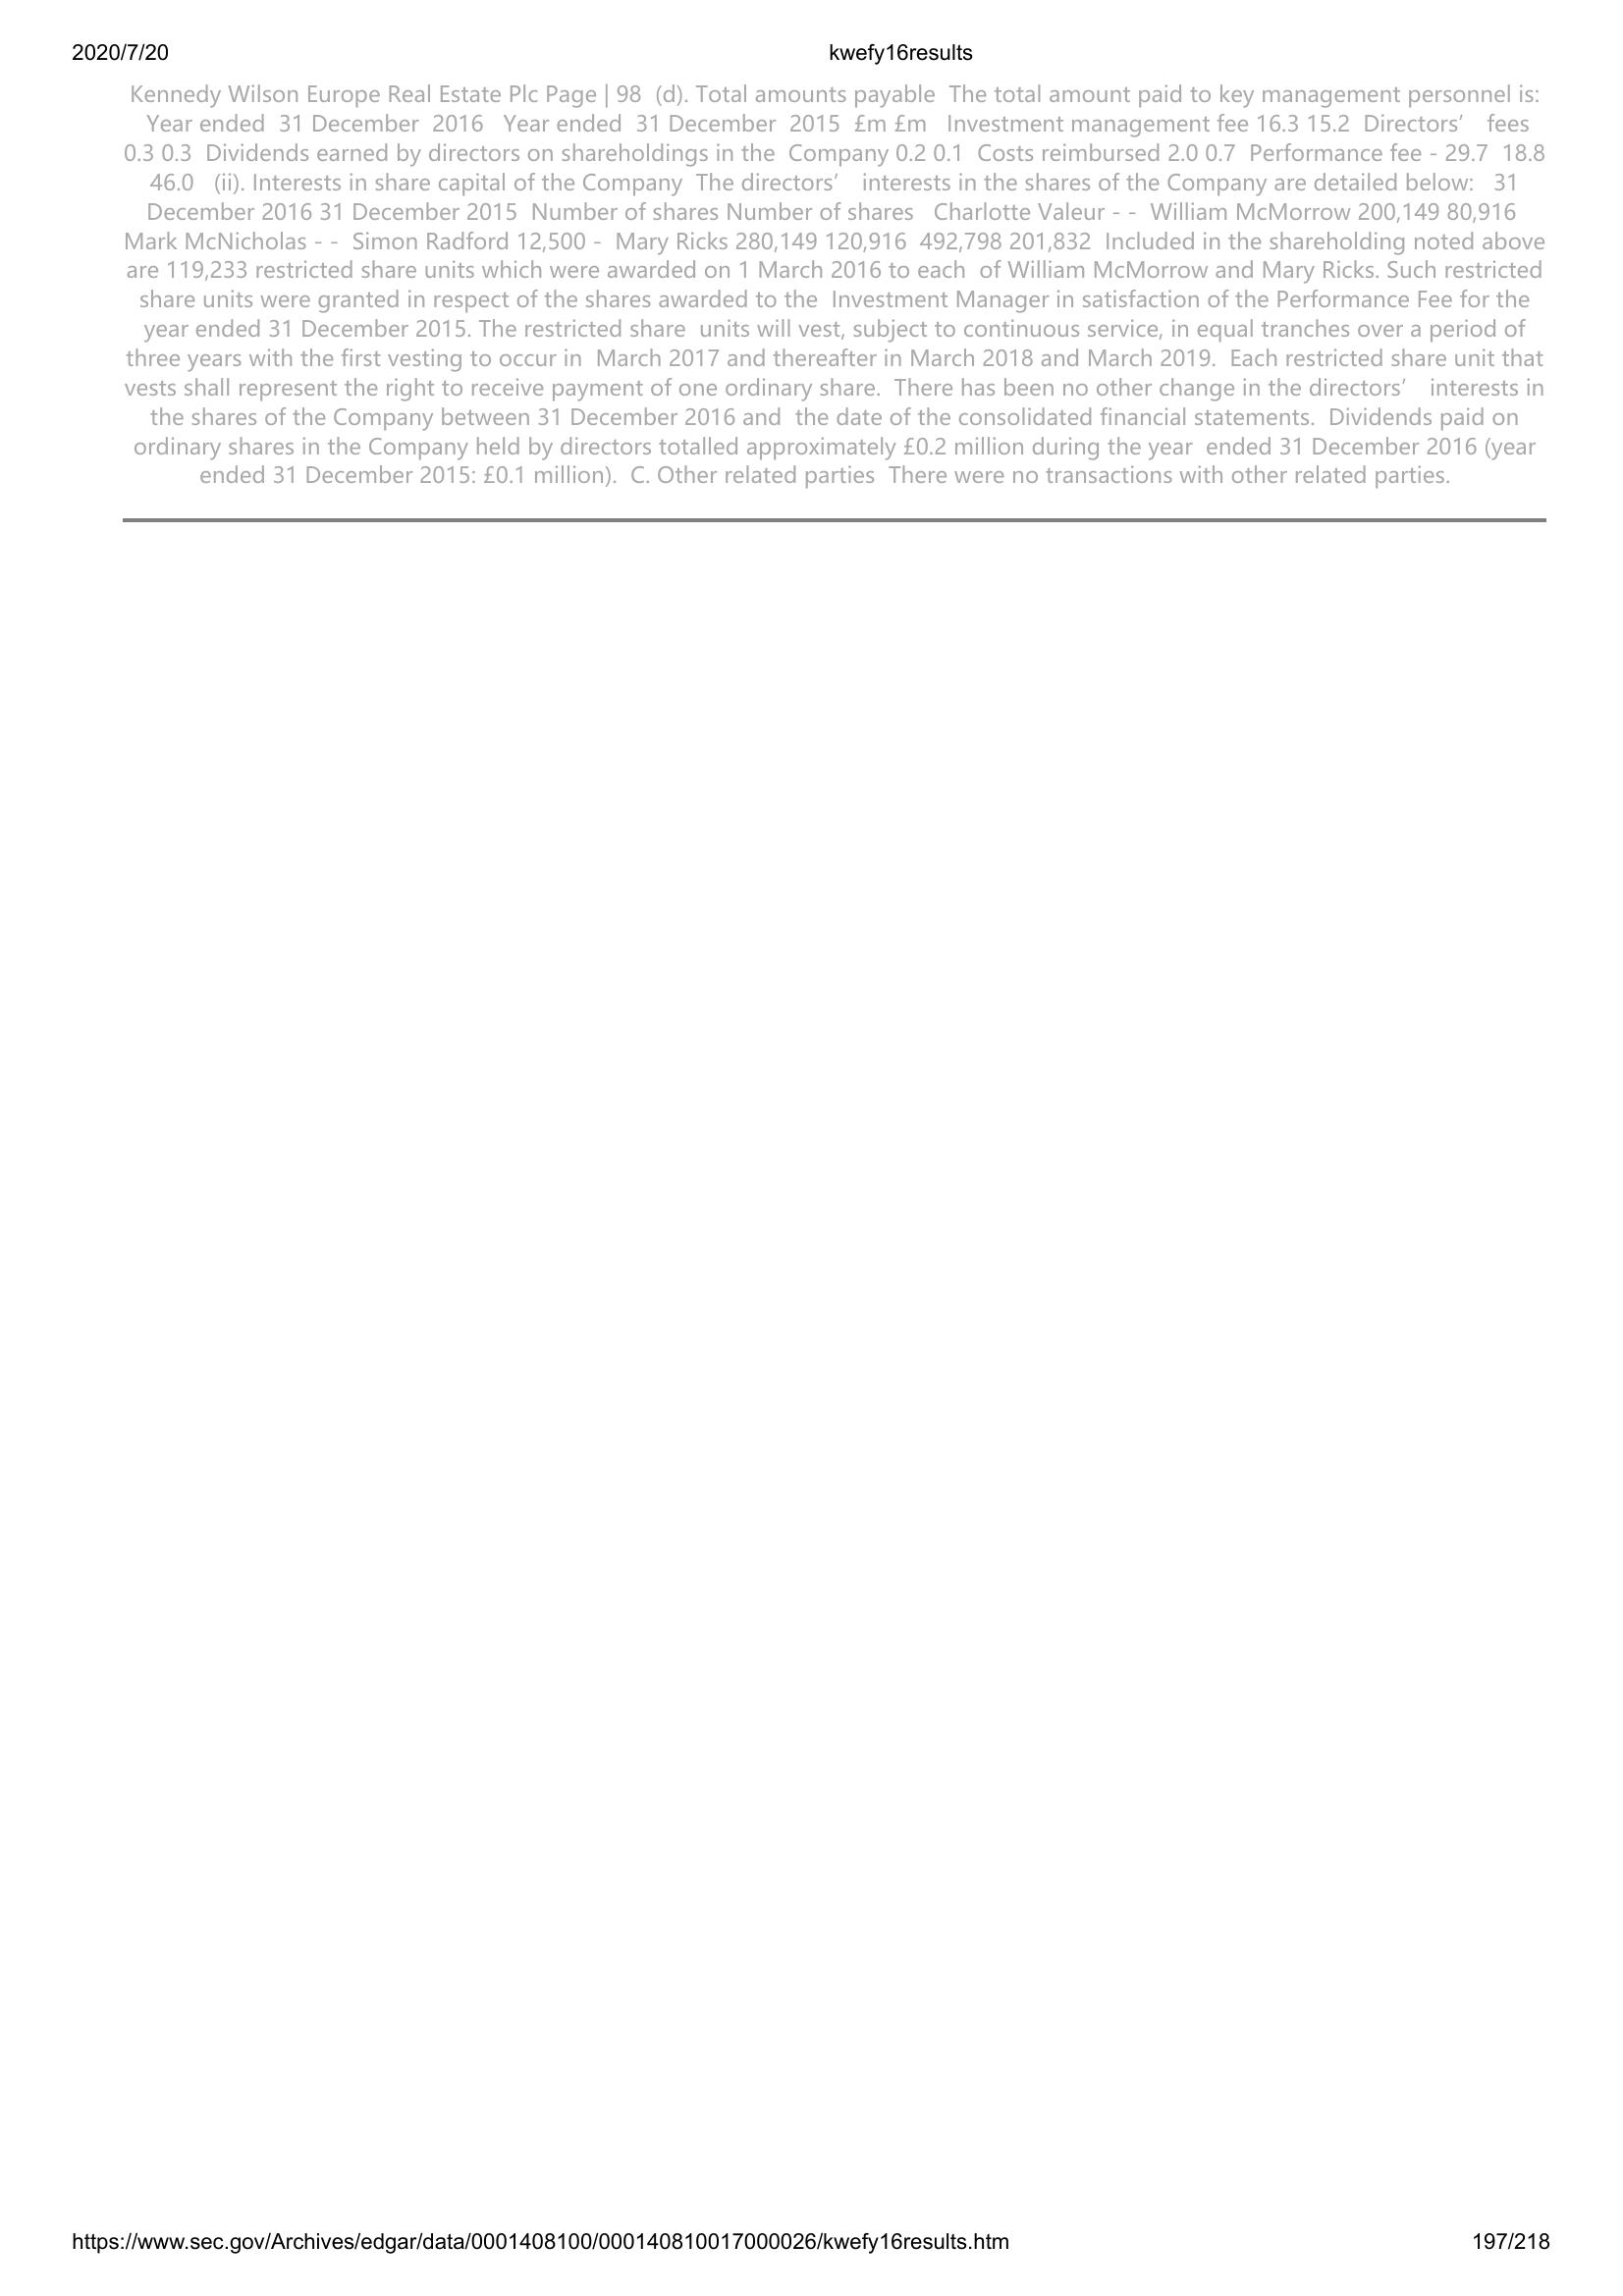 2020/7/20 kwefy16results
Kennedy Wilson Europe Real Estate Plc Page | 98 (d). Total amounts payable The total amount paid to key management personnel is:
Year ended 31 December 2016 Year ended 31 December 2015 £m £m Investment management fee 16.3 15.2 Directors’ fees
0.3 0.3 Dividends earned by directors on shareholdings in the Company 0.2 0.1 Costs reimbursed 2.0 0.7 Performance fee - 29.7 18.8
46.0 (ii). Interests in share capital of the Company The directors’ interests in the shares of the Company are detailed below: 31
December 2016 31 December 2015 Number of shares Number of shares Charlotte Valeur - - William McMorrow 200,149 80,916
Mark McNicholas - - Simon Radford 12,500 - Mary Ricks 280,149 120,916 492,798 201,832 Included in the shareholding noted above
are 119,233 restricted share units which were awarded on 1 March 2016 to each of William McMorrow and Mary Ricks. Such restricted
share units were granted in respect of the shares awarded to the Investment Manager in satisfaction of the Performance Fee for the
year ended 31 December 2015. The restricted share units will vest, subject to continuous service, in equal tranches over a period of
three years with the first vesting to occur in March 2017 and thereafter in March 2018 and March 2019. Each restricted share unit that
vests shall represent the right to receive payment of one ordinary share. There has been no other change in the directors’ interests in
the shares of the Company between 31 December 2016 and the date of the consolidated financial statements. Dividends paid on
ordinary shares in the Company held by directors totalled approximately £0.2 million during the year ended 31 December 2016 (year
ended 31 December 2015: £0.1 million). C. Other related parties There were no transactions with other related parties.
https://www.sec.gov/Archives/edgar/data/0001408100/000140810017000026/kwefy16results.htm 197/218